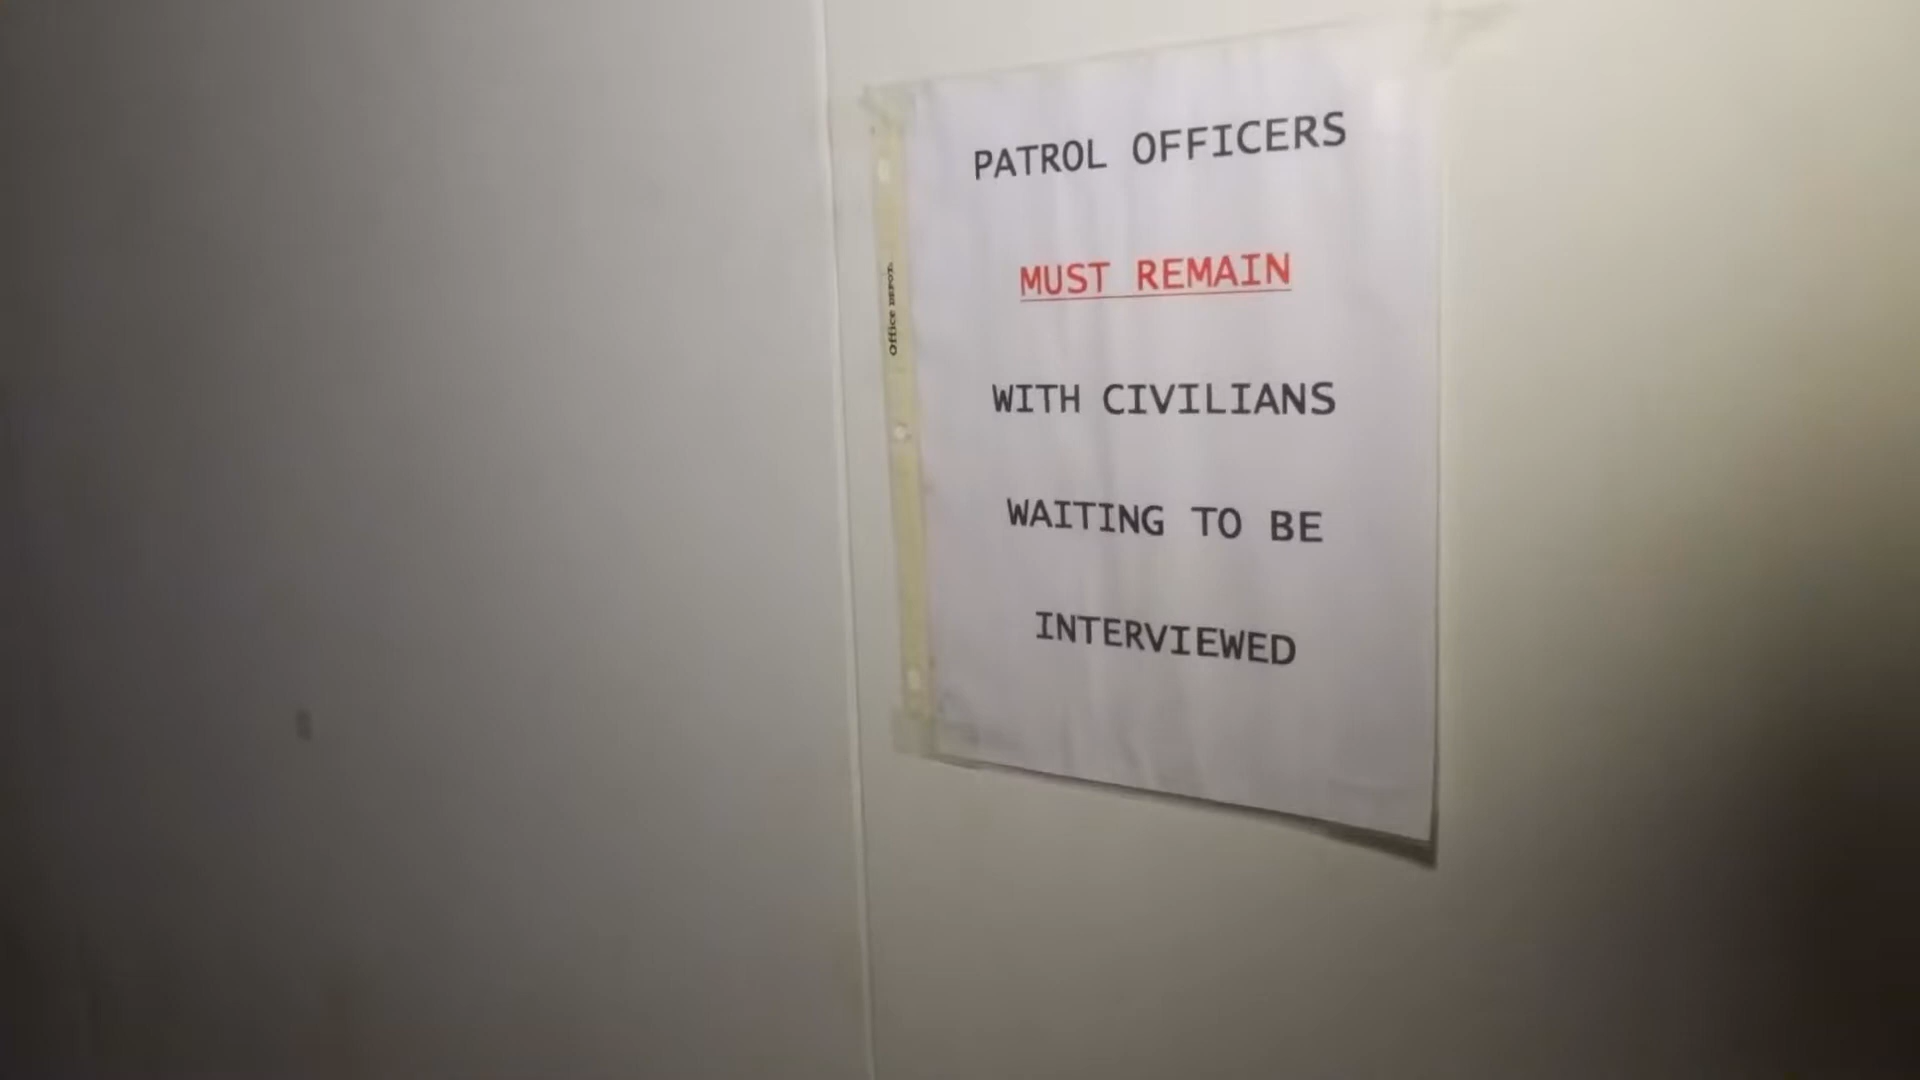 PATROL OFFICERS
MUST REMAIN
WITH CIVILIANS
WAITING TO BE
INTERVIEWED
Office DEPOT.